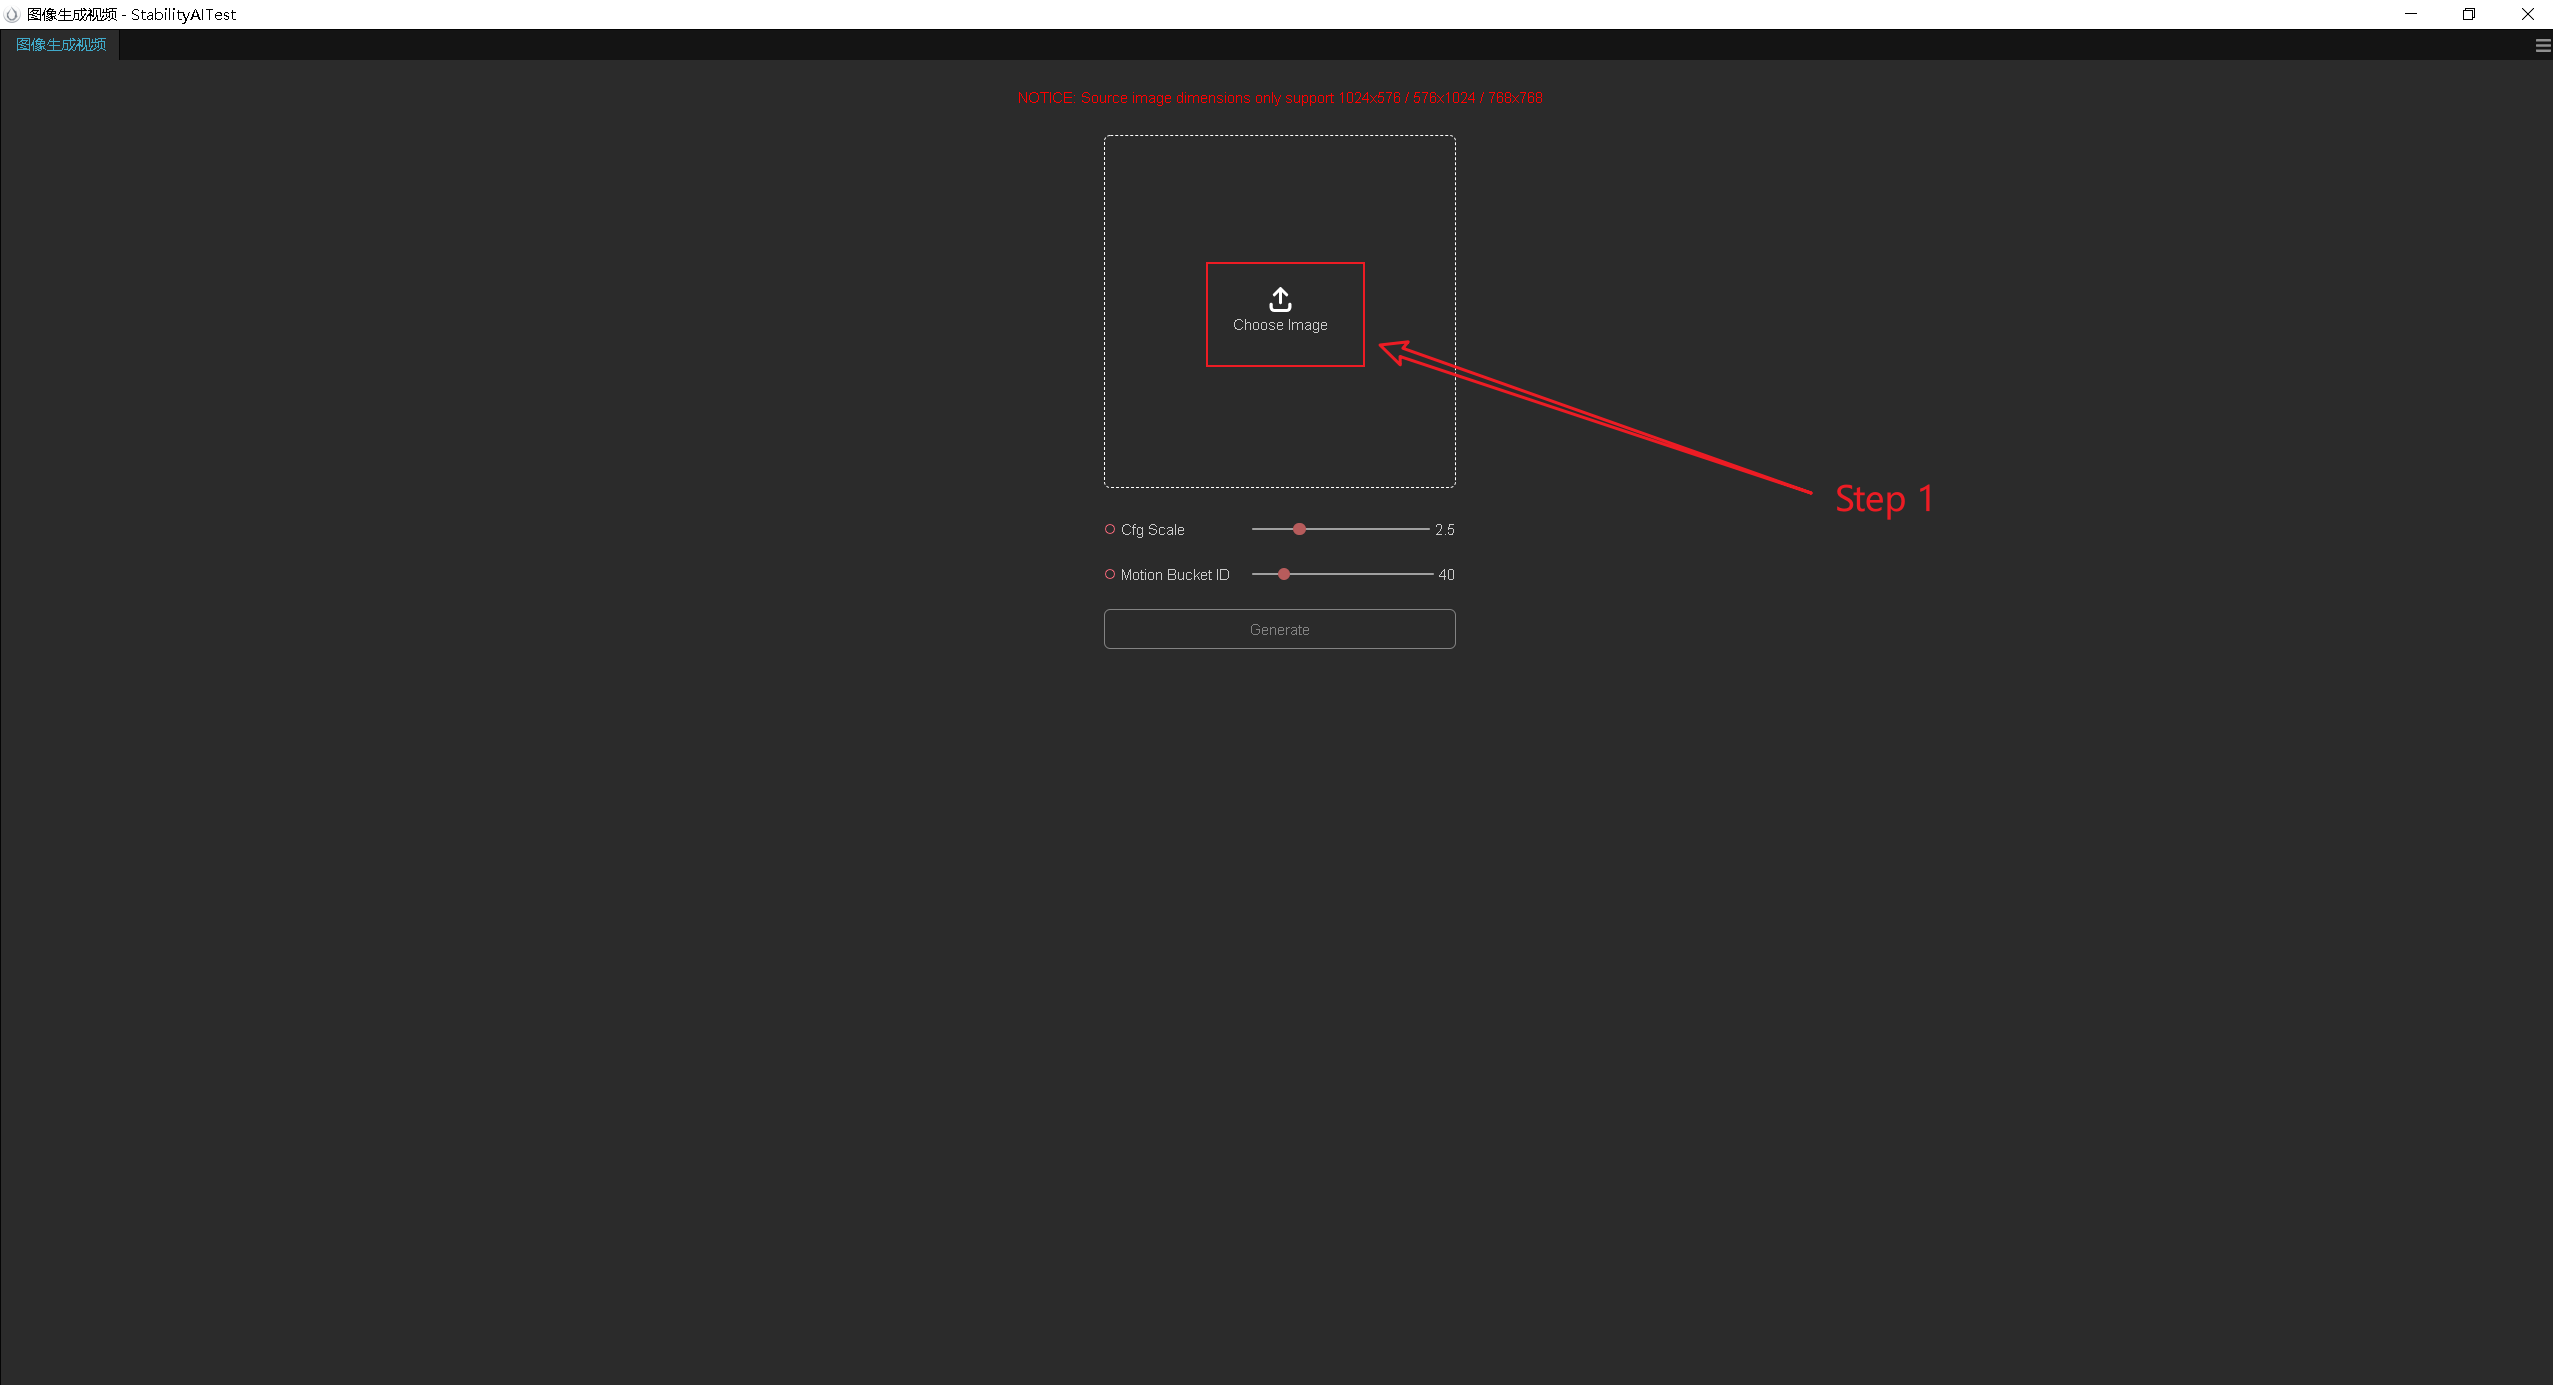 图像生成视频 - StabilityAITest
图像生成视频
NOTICE: Source image dimensions only support 1024x576 / 576x1024 / 768x768
Choose Image
Step 1
Cfg Scale 2.5
Motion Bucket ID 40
Generate